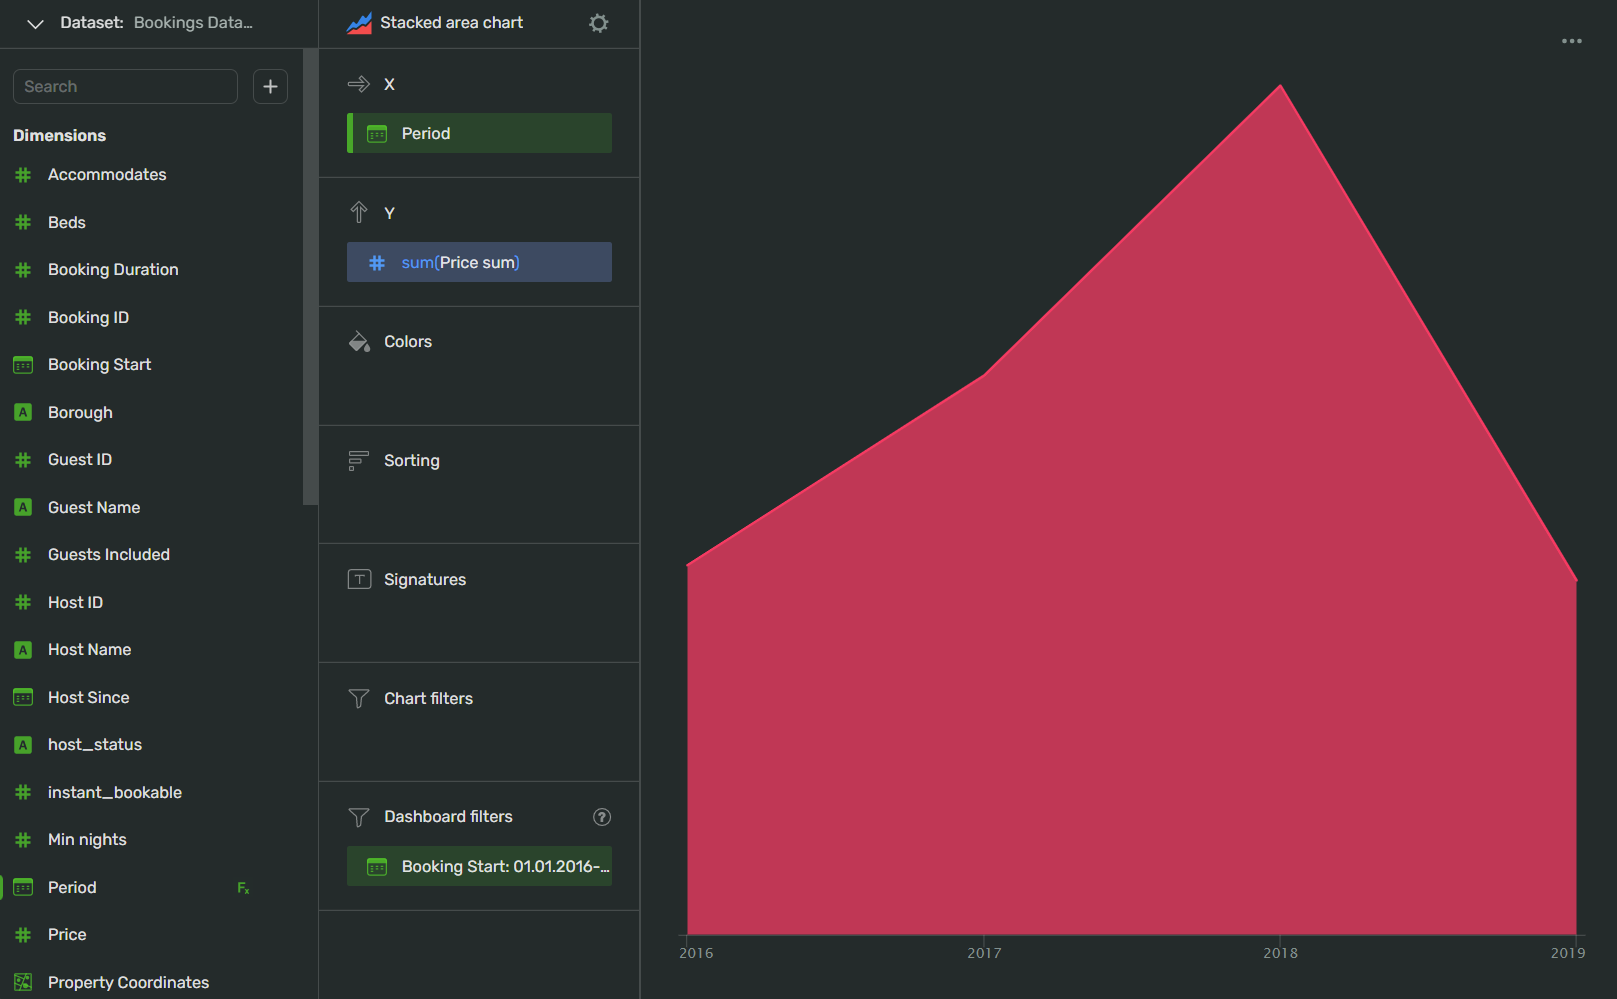 Dataset: Bookings Data...
Search
Dimensions
Accommodates
Beds
Booking Duration
Booking ID
Booking Start
A Borough
Guest ID
A Guest Name
Guests Included
Host ID
A Host Name
Host Since
A host_status
instant_bookable
Min nights
Period Fx
Price
Property Coordinates
Stacked area chart
X
Period
Y
sum(Price sum)
Colors
Sorting
T Signatures
Chart filters
Dashboard filters ?
Booking Start: 01.01.2016-...
2016 2017 2018 2019